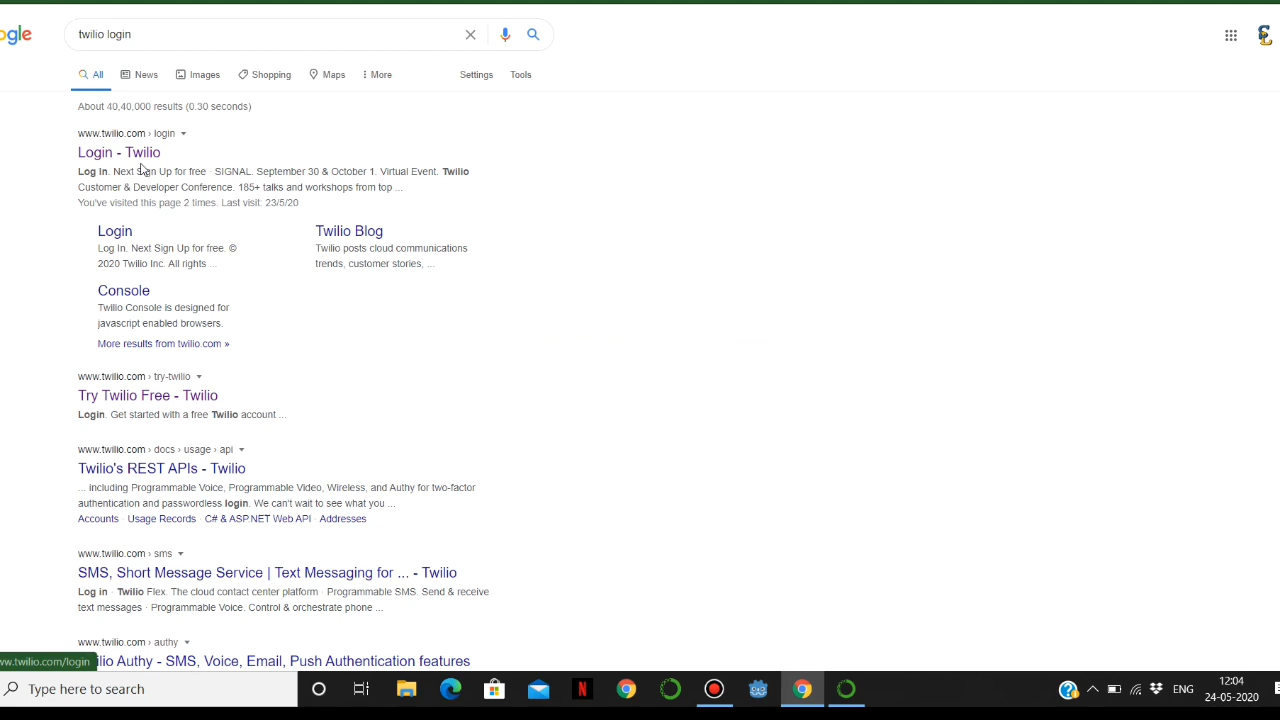 ogle
twilio login
All News Images Shopping Maps More Settings Tools
About 40,40,000 results (0.30 seconds)
www.twilio.com › login
Login - Twilio
Log In. Next Sign Up for free · SIGNAL. September 30 & October 1. Virtual Event. Twilio
Customer & Developer Conference. 185+ talks and workshops from top ...
You've visited this page 2 times. Last visit: 23/5/20
Login
Log In. Next Sign Up for free. ©
2020 Twilio Inc. All rights ...
Twilio Blog
Twilio posts cloud communications
trends, customer stories, ...
Console
Twilio Console is designed for
javascript enabled browsers.
More results from twilio.com »
www.twilio.com › try-twilio
Try Twilio Free - Twilio
Login. Get started with a free Twilio account ...
www.twilio.com › docs › usage › api
Twilio's REST APIs - Twilio
... including Programmable Voice, Programmable Video, Wireless, and Authy for two-factor
authentication and passwordless login. We can't wait to see what you ...
Accounts · Usage Records · C# & ASP.NET Web API · Addresses
www.twilio.com › sms
SMS, Short Message Service | Text Messaging for ... - Twilio
Log in · Twilio Flex. The cloud contact center platform · Programmable SMS. Send & receive
text messages · Programmable Voice. Control & orchestrate phone ...
www.twilio.com › authy
ilio Authy - SMS, Voice, Email, Push Authentication features
ww.twilio.com/login
Type here to search
ENG
12:04
24-05-2020